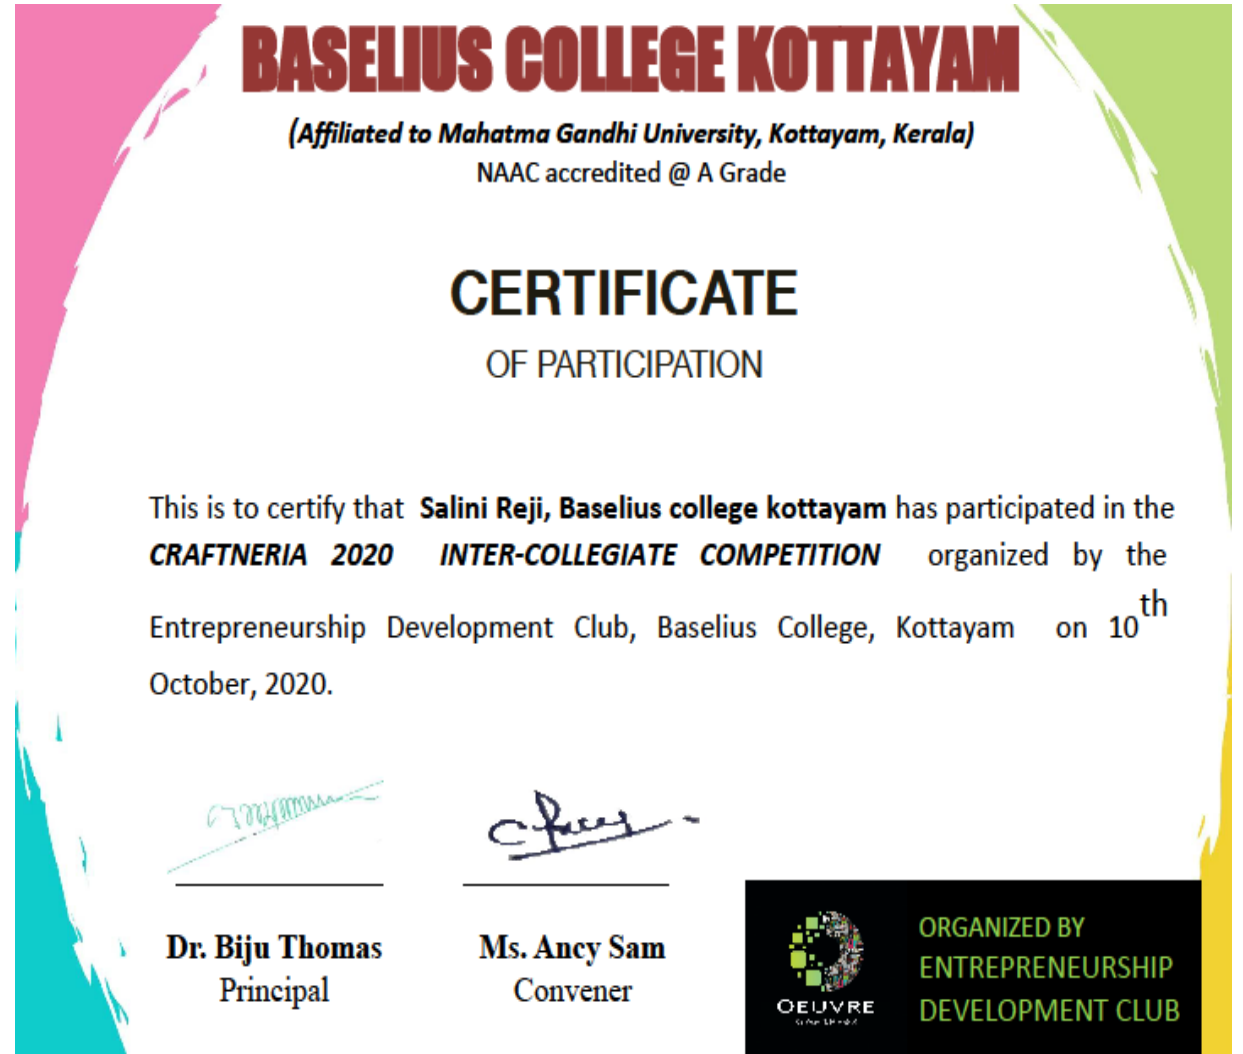 BASELIUS COLLEGE KOTTAYAM
(Affiliated to Mahatma Gandhi University, Kottayam, Kerala)
NAAC accredited @ A Grade
CERTIFICATE
OF PARTICIPATION
This is to certify that Salini Reji, Baselius college kottayam has participated in the
CRAFTNERIA 2020 INTER-COLLEGIATE COMPETITION organized by the
Entrepreneurship Development Club, Baselius College, Kottayam on 10th
October, 2020.
Dr. Biju Thomas
Principal
Ms. Ancy Sam
Convener
OEUVRE
ORGANIZED BY
ENTREPRENEURSHIP
DEVELOPMENT CLUB